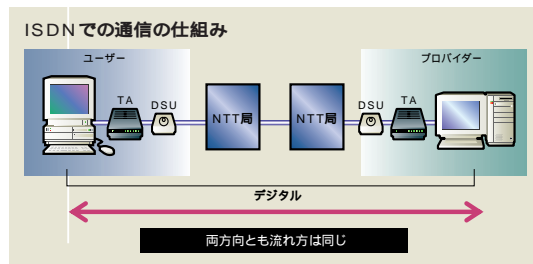 ISDNでの通信の仕組み
ユーザー
プロバイダー
TA
DSU
NTT局
NTT局
DSU
TA
デジタル
両方向とも流れ方は同じ